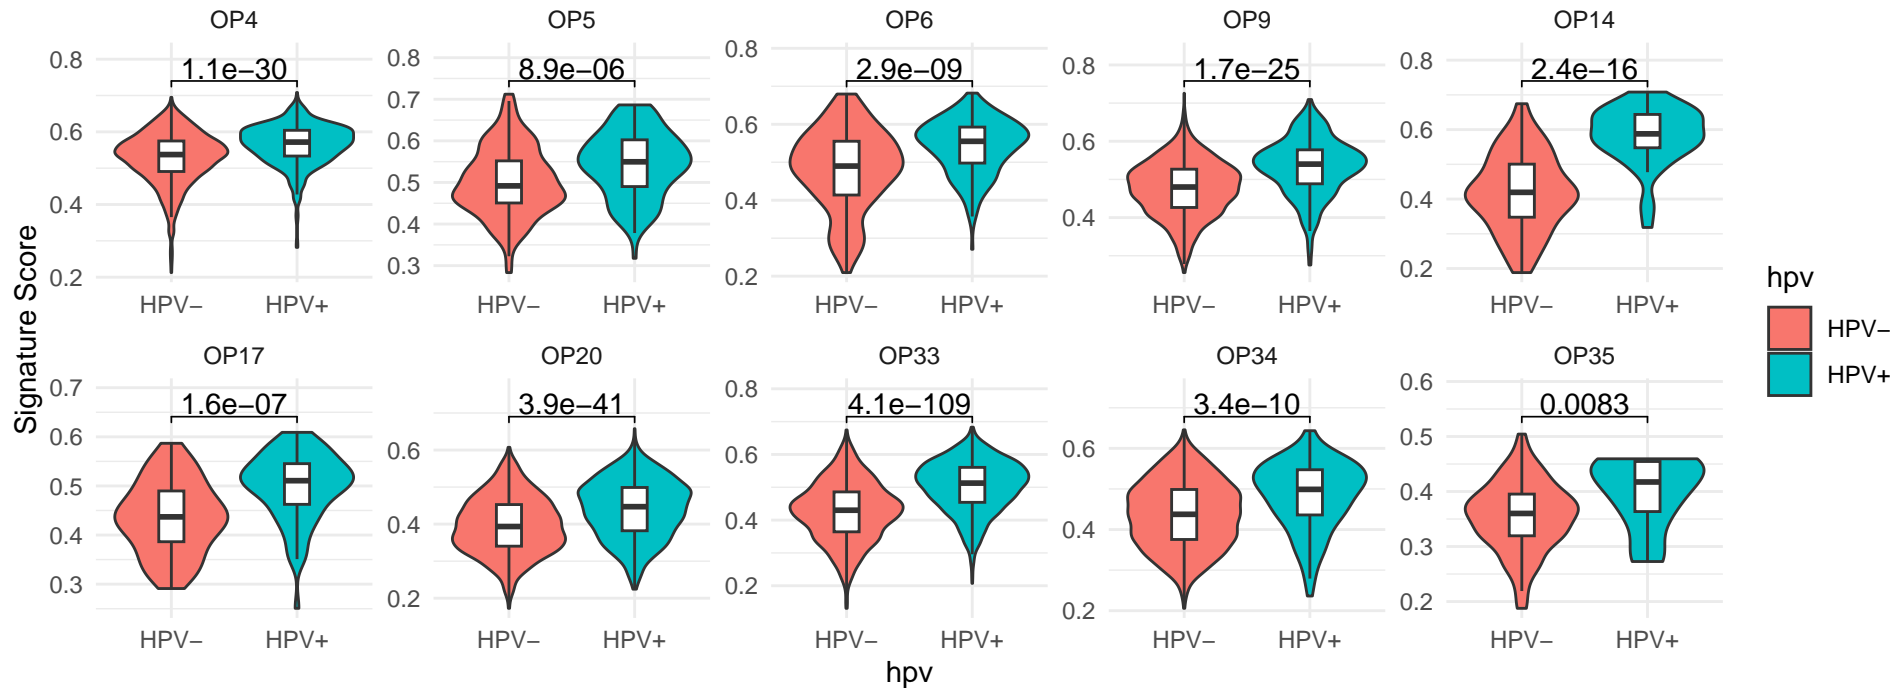 OP4 OP5 OP6 OP9 OP14
0.8 0.6 0.4 0.2
1.1e−30
HPV− HPV+
0.8 0.7 0.6 0.5 0.4 0.3
8.9e−06
HPV− HPV+
0.8 0.6 0.4 0.2
2.9e−09
HPV− HPV+
0.8 0.6 0.4
1.7e−25
HPV− HPV+
0.8 0.6 0.4 0.2
2.4e−16
HPV− HPV+
Signature Score
OP17 OP20 OP33 OP34 OP35
0.7 0.6 0.5 0.4 0.3
1.6e−07
HPV− HPV+
0.6 0.4 0.2
3.9e−41
HPV− HPV+
0.8 0.6 0.4 0.2
4.1e−109
HPV− HPV+
0.6 0.4 0.2
3.4e−10
HPV− HPV+
0.6 0.5 0.4 0.3 0.2
0.0083
HPV− HPV+
hpv
hpv
HPV−
HPV+